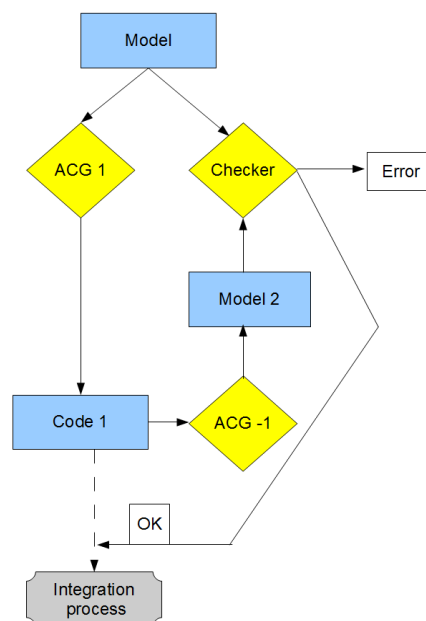 Model
ACG 1
Checker
Error
Model 2
Code 1
ACG -1
OK
Integration
process